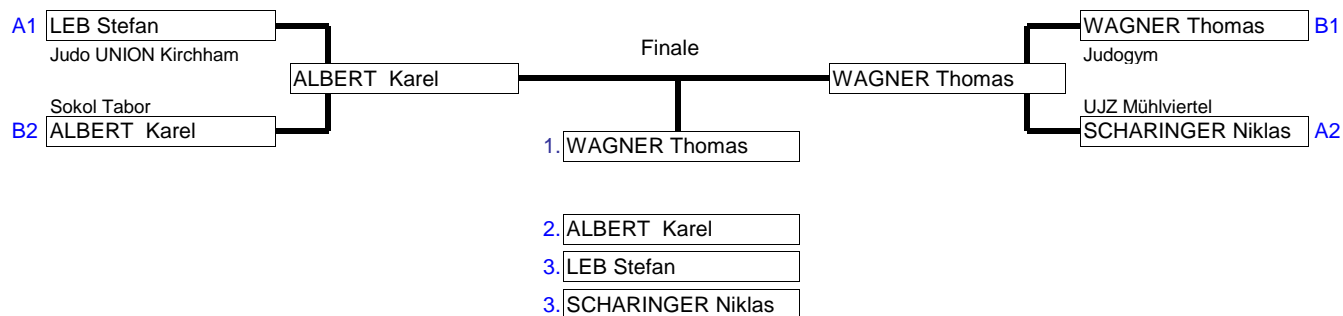 A1 LEB Stefan WAGNER Thomas B1
Judo UNION Kirchham Finale Judogym
ALBERT  Karel WAGNER Thomas
Sokol Tabor UJZ Mühlviertel
B2 ALBERT  Karel SCHARINGER Niklas A2
1. WAGNER Thomas
2. ALBERT  Karel
3. LEB Stefan
3. SCHARINGER Niklas